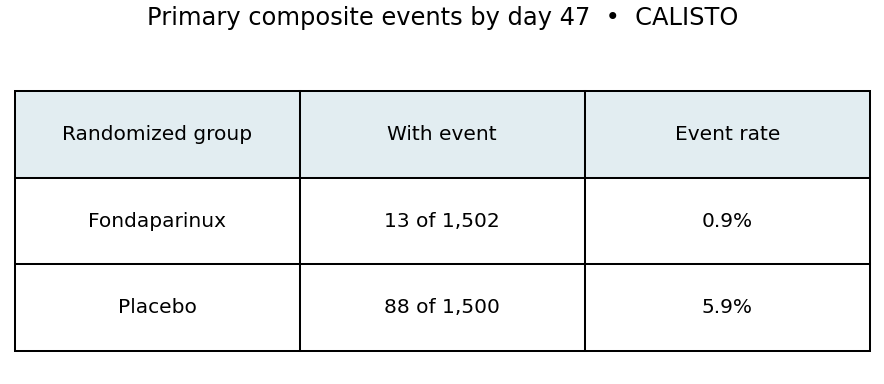 Primary composite events by day 47 • CALISTO
Randomized group With event Event rate
Fondaparinux 13 of 1,502 0.9%
Placebo 88 of 1,500 5.9%